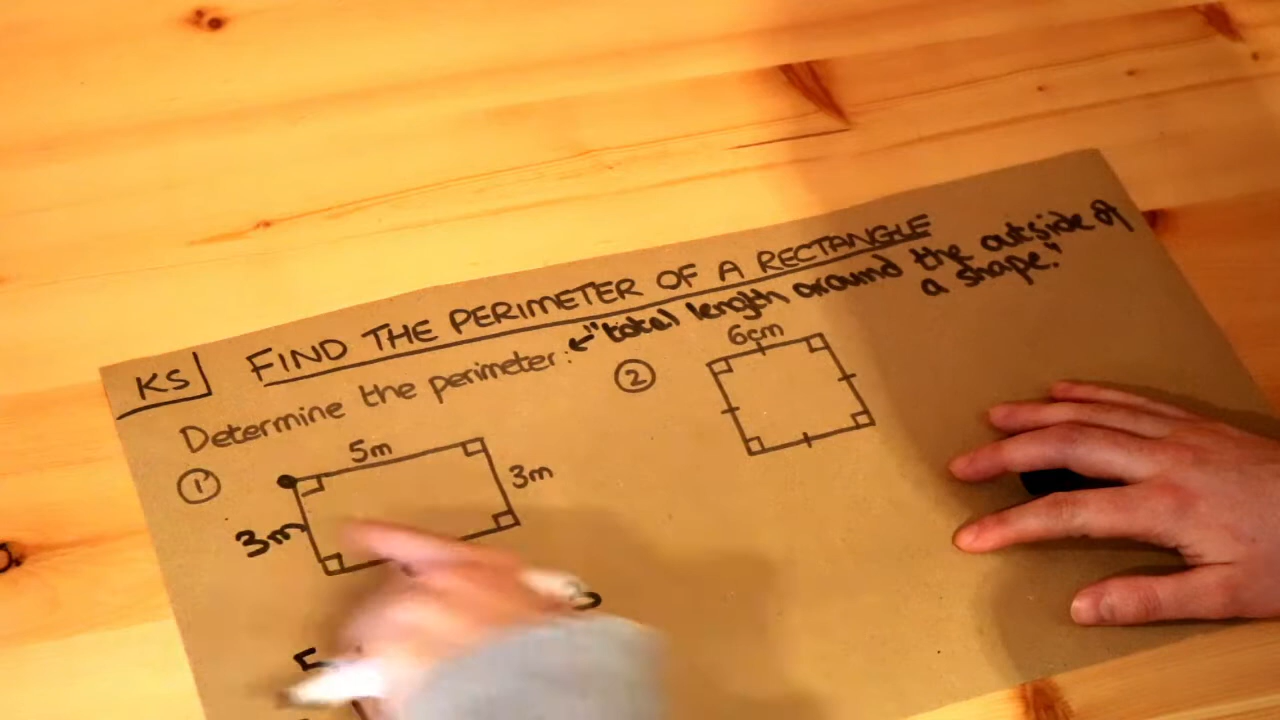 KS
FIND THE PERIMETER OF A RECTANGLE
Determine the perimeter: ←"total length around the outside of
a shape."
①
5m
3m
3m
②
6cm
5